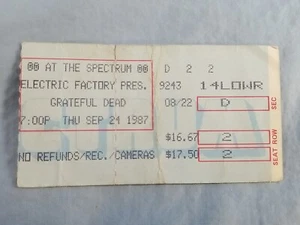 00 AT THE SPECTRUM 00 D 2 2
ELECTRIC FACTORY PRES. 9243 14LOWR
GRATEFUL DEAD 08/22 D SEC
7:00P THU SEP 24 1987 $16.67 2 ROW
NO REFUNDS/REC./CAMERAS $17.50 2 SEAT